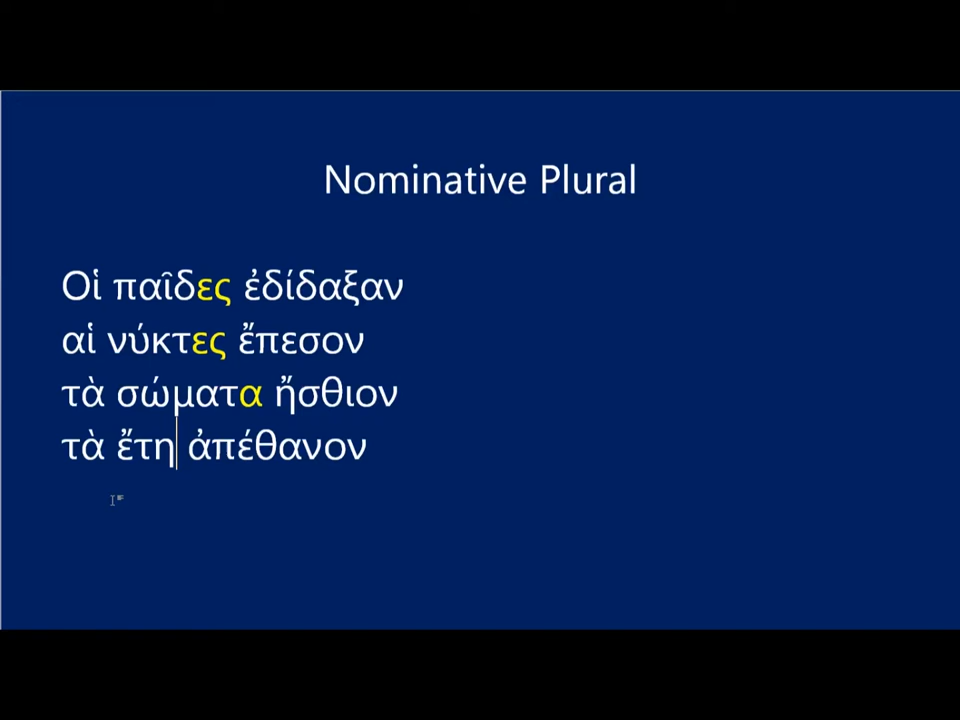 Nominative Plural
Οἱ παῖδες ἐδίδαξαν
αἱ νύκτες ἔπεσον
τὰ σώματα ἤσθιον
τὰ ἔτη ἀπέθανον